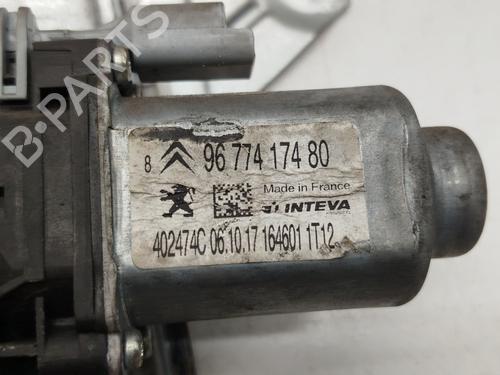 B-PARTS
8 96 774 174 80
Made in France
INTEVA
402474C 06.10.17 164601 1T12